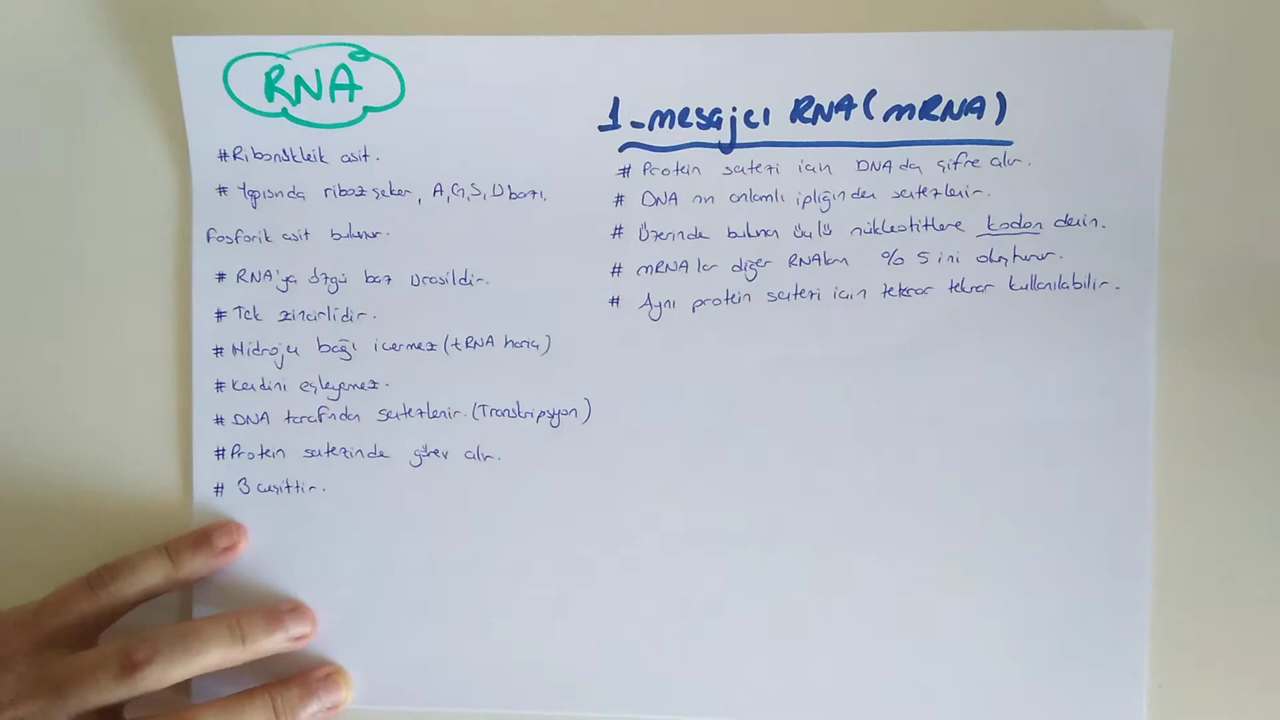 RNA
#Ribonükleik asit.
# Yapısında riboz şeker, A,G,S,U bazı,
Fosforik asit bulunur.
# RNA'ya özgü baz Urasildir.
# Tek zincirlidir.
# Hidrojen bağı içermez (tRNA hariç)
# Kendini eşleyemez.
# DNA tarafından sentezlenir. (Transkripsiyon)
#Protein sentezinde görev alır.
# 3 çeşittir.
1-mesajcı RNA (mRNA)
# Protein sentezi için DNA da şifre alır.
# DNA nın anlamlı ipliğinden sentezlenir.
# Üzerinde bulunan üçlü nükleotitlere kodon denir.
# mRNA lar diğer RNAların %5 ini oluşturur.
# Aynı protein sentezi için tekrar tekrar kullanılabilir.